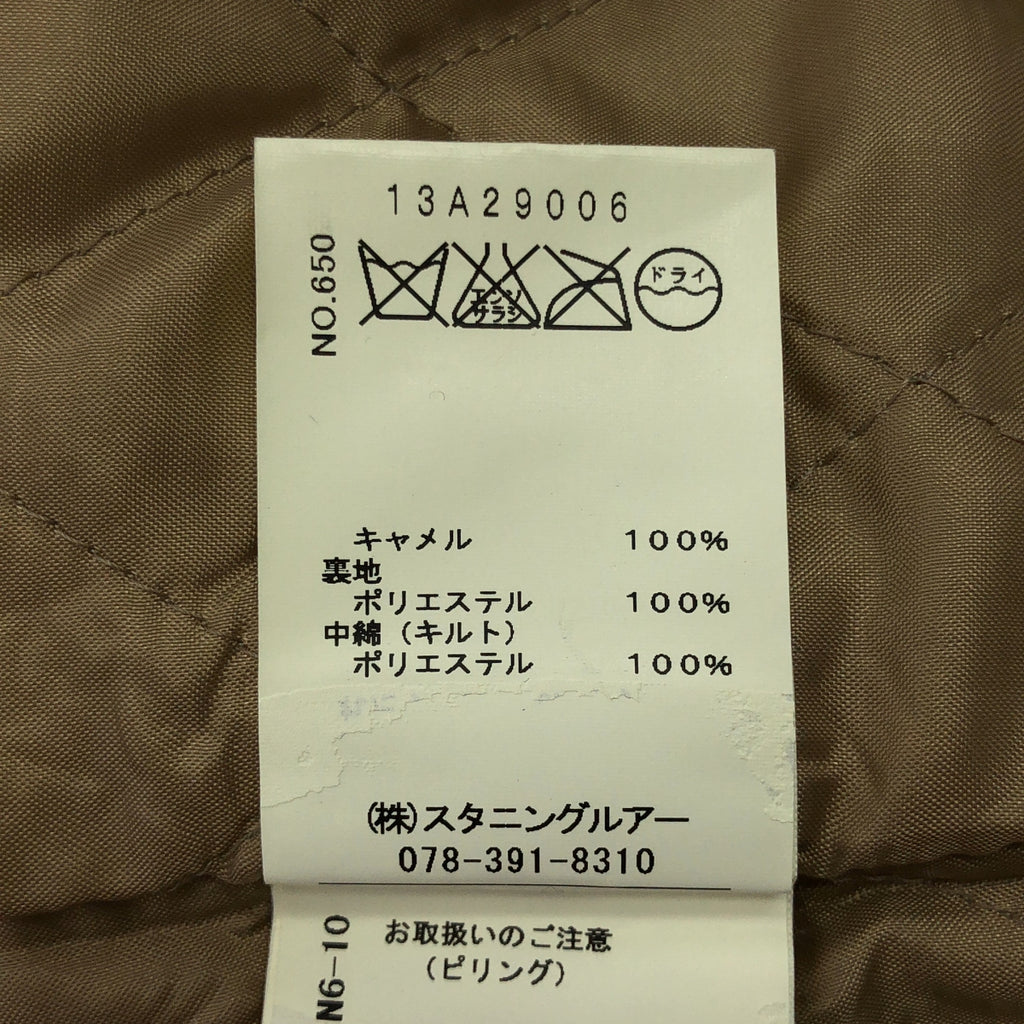 13A29006
NO.650
エンソ
サラシ
ドライ
キャメル 100%
裏地
ポリエステル 100%
中綿（キルト）
ポリエステル 100%
(株)スタニングルアー
078-391-8310
N6-10
お取扱いのご注意
（ピリング）